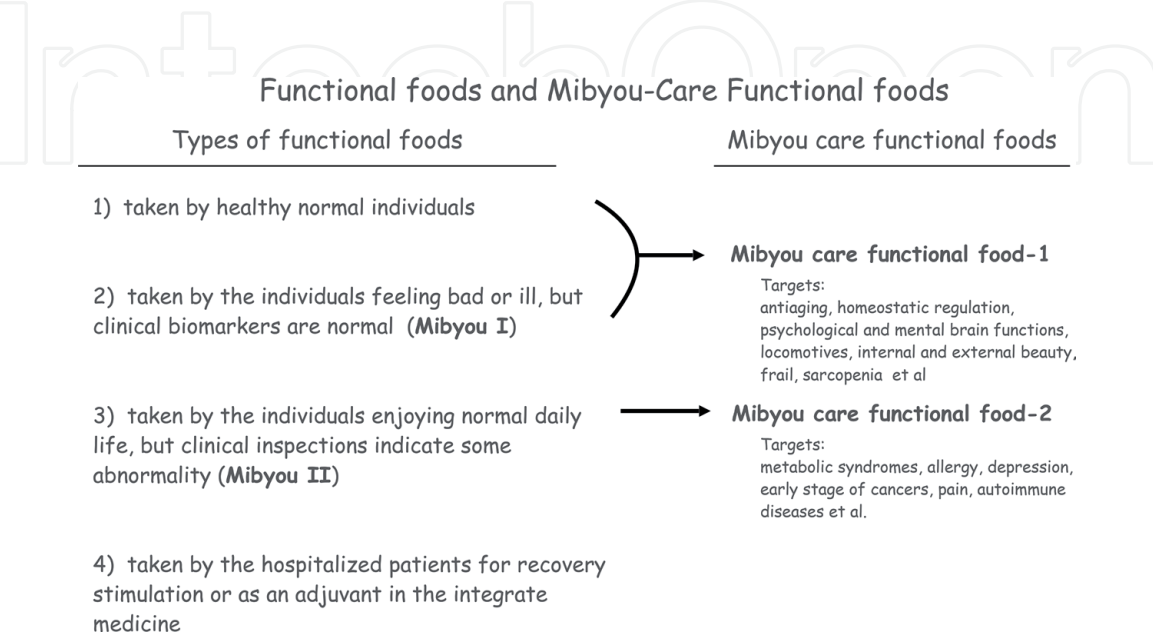 IntechOpen
Functional foods and Mibyou-Care Functional foods
Types of functional foods
Mibyou care functional foods
1) taken by healthy normal individuals
2) taken by the individuals feeling bad or ill, but
clinical biomarkers are normal (Mibyou I)
3) taken by the individuals enjoying normal daily
life, but clinical inspections indicate some
abnormality (Mibyou II)
4) taken by the hospitalized patients for recovery
stimulation or as an adjuvant in the integrate
medicine
Mibyou care functional food-1
Targets:
antiaging, homeostatic regulation,
psychological and mental brain functions,
locomotives, internal and external beauty,
frail, sarcopenia et al
Mibyou care functional food-2
Targets:
metabolic syndromes, allergy, depression,
early stage of cancers, pain, autoimmune
diseases et al.